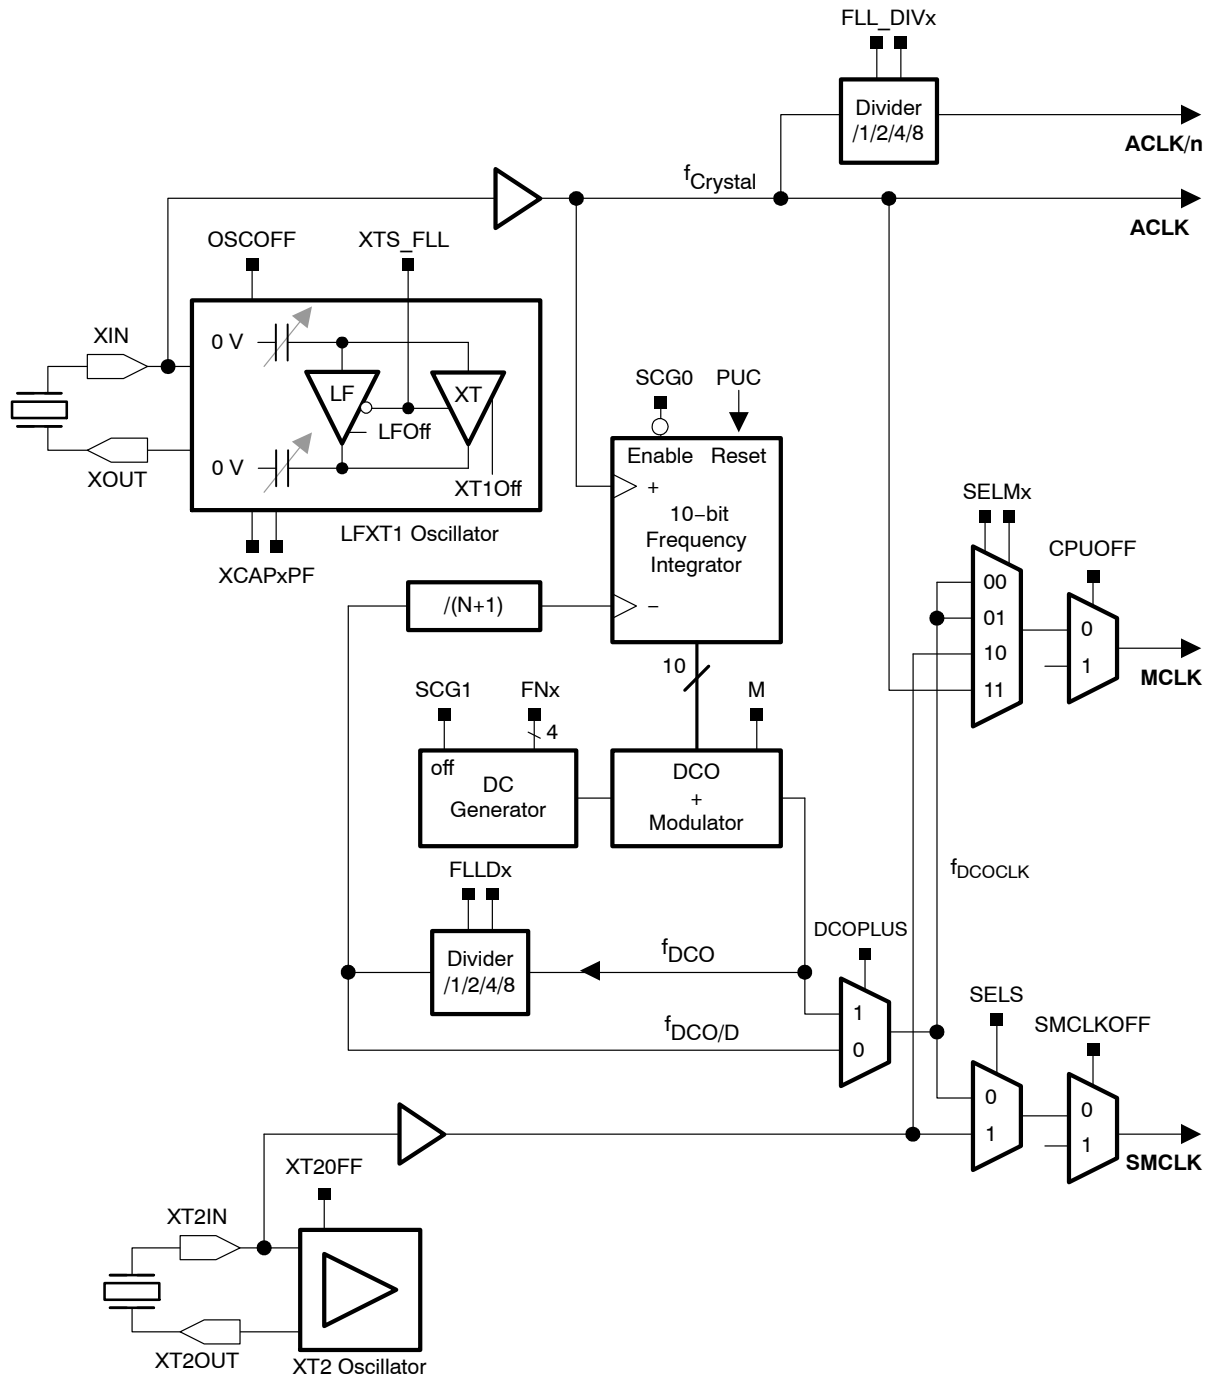 FLL_DIVx
Divider
/1/2/4/8
ACLK/n
fCrystal
ACLK
OSCOFF
XTS_FLL
XIN
0 V
LF
XT
LFOff
0 V
XT1Off
XOUT
LFXT1 Oscillator
XCAPxPF
SCG0
PUC
Enable
Reset
+
10−bit
Frequency
Integrator
−
/(N+1)
10
SELMx
CPUOFF
00
01
10
11
0
1
MCLK
SCG1
FNx
4
M
off
DC
Generator
DCO
+
Modulator
fDCOCLK
FLLDx
Divider
/1/2/4/8
fDCO
DCOPLUS
1
0
fDCO/D
SELS
SMCLKOFF
0
1
0
1
SMCLK
XT20FF
XT2IN
XT2OUT
XT2 Oscillator